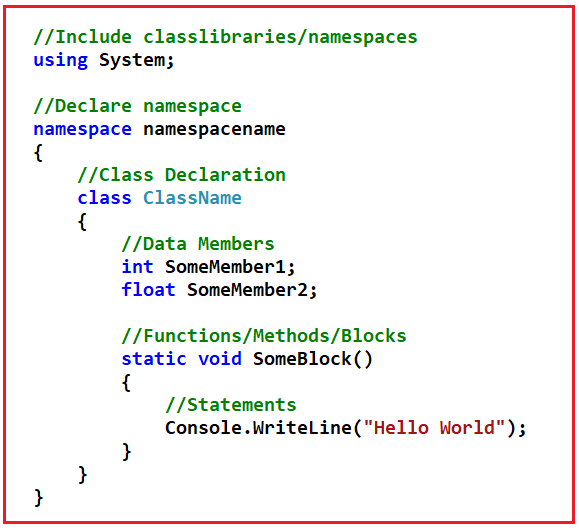 //Include classlibraries/namespaces
using System;
//Declare namespace
namespace namespacename
{
//Class Declaration
class ClassName
{
//Data Members
int SomeMember1;
float SomeMember2;
//Functions/Methods/Blocks
static void SomeBlock()
{
//Statements
Console.WriteLine("Hello World");
}
}
}